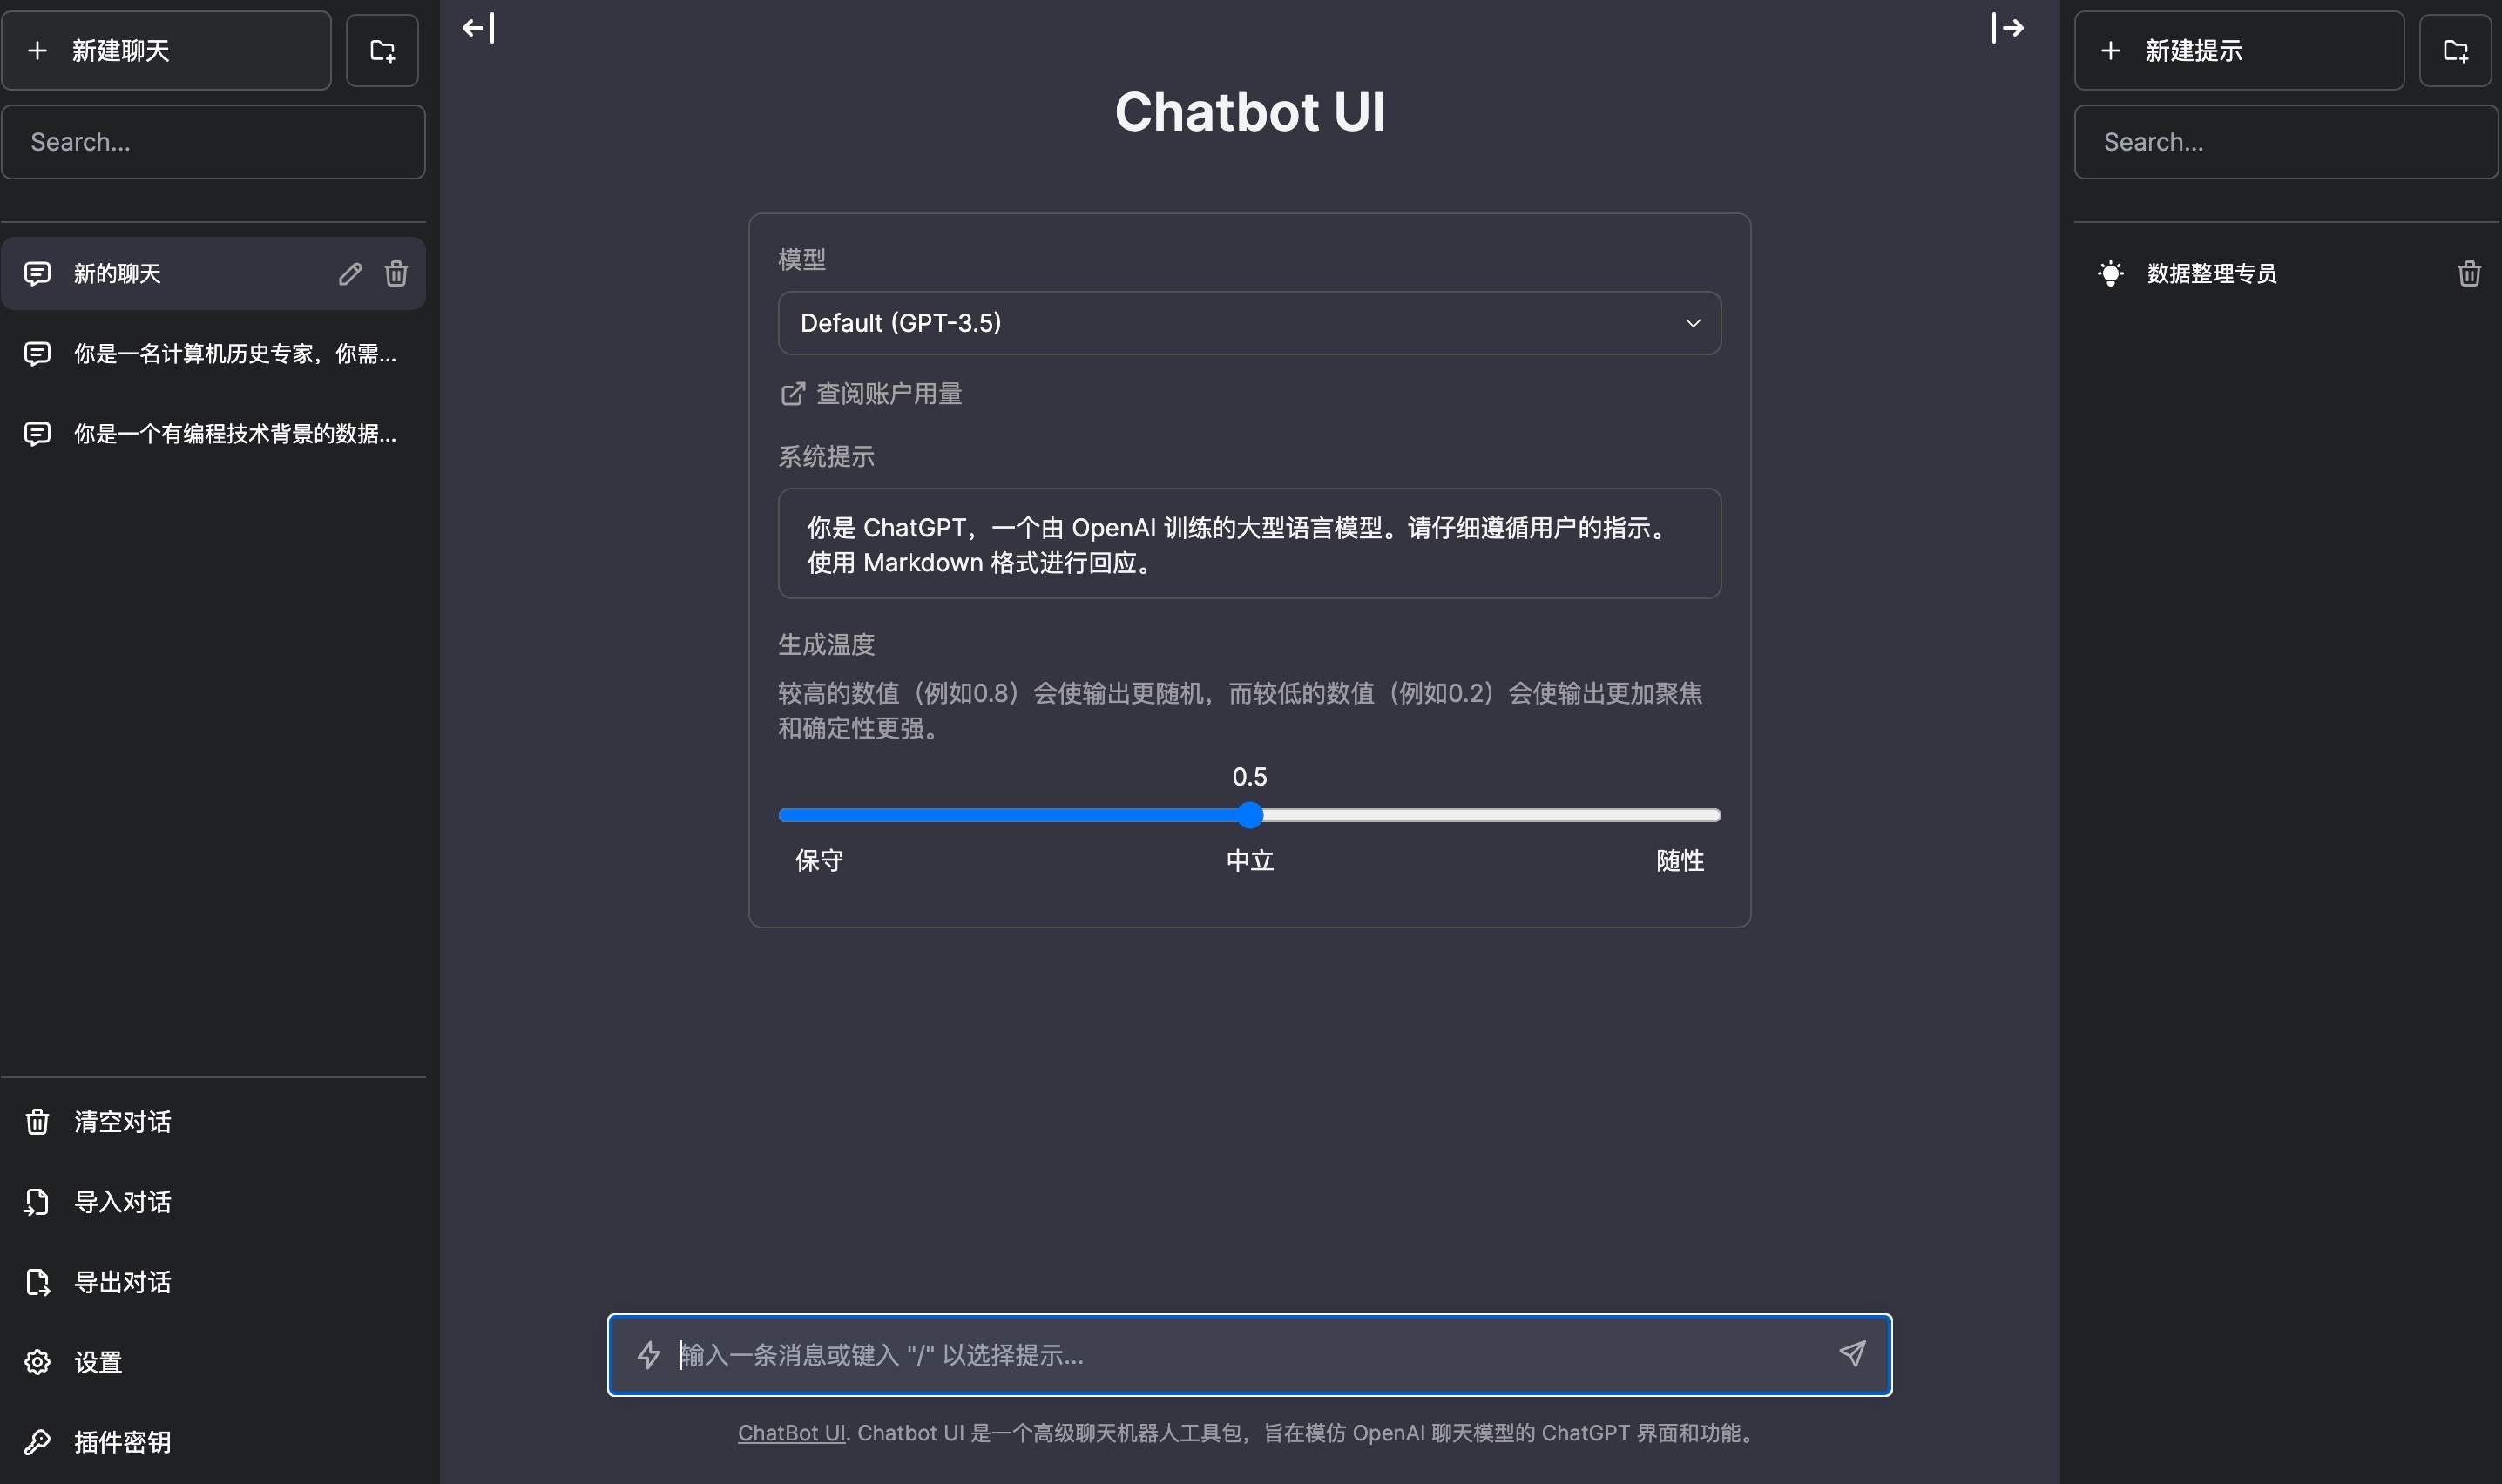 新建聊天
Search...
新的聊天
你是一名计算机历史专家，你需...
你是一个有编程技术背景的数据...
清空对话
导入对话
导出对话
设置
插件密钥
Chatbot UI
模型
Default (GPT-3.5)
查阅账户用量
系统提示
你是 ChatGPT，一个由 OpenAI 训练的大型语言模型。请仔细遵循用户的指示。
使用 Markdown 格式进行回应。
生成温度
较高的数值（例如0.8）会使输出更随机，而较低的数值（例如0.2）会使输出更加聚焦
和确定性更强。
0.5
保守 中立 随性
输入一条消息或键入 "/" 以选择提示...
ChatBot UI. Chatbot UI 是一个高级聊天机器人工具包，旨在模仿 OpenAI 聊天模型的 ChatGPT 界面和功能。
新建提示
Search...
数据整理专员